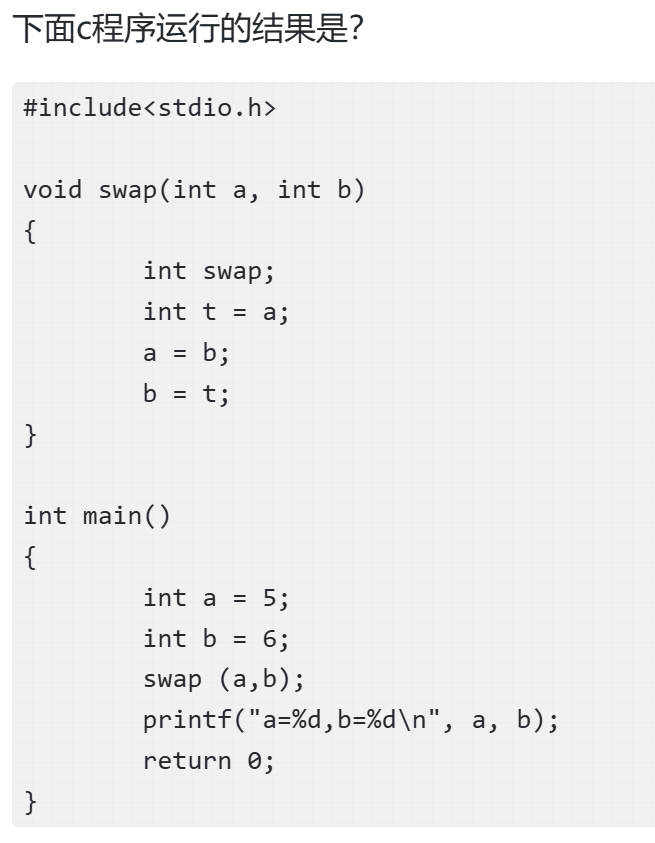 下面c程序运行的结果是？
#include<stdio.h>
void swap(int a, int b)
{
        int swap;
        int t = a;
        a = b;
        b = t;
}
int main()
{
        int a = 5;
        int b = 6;
        swap (a,b);
        printf("a=%d,b=%d\n", a, b);
        return 0;
}